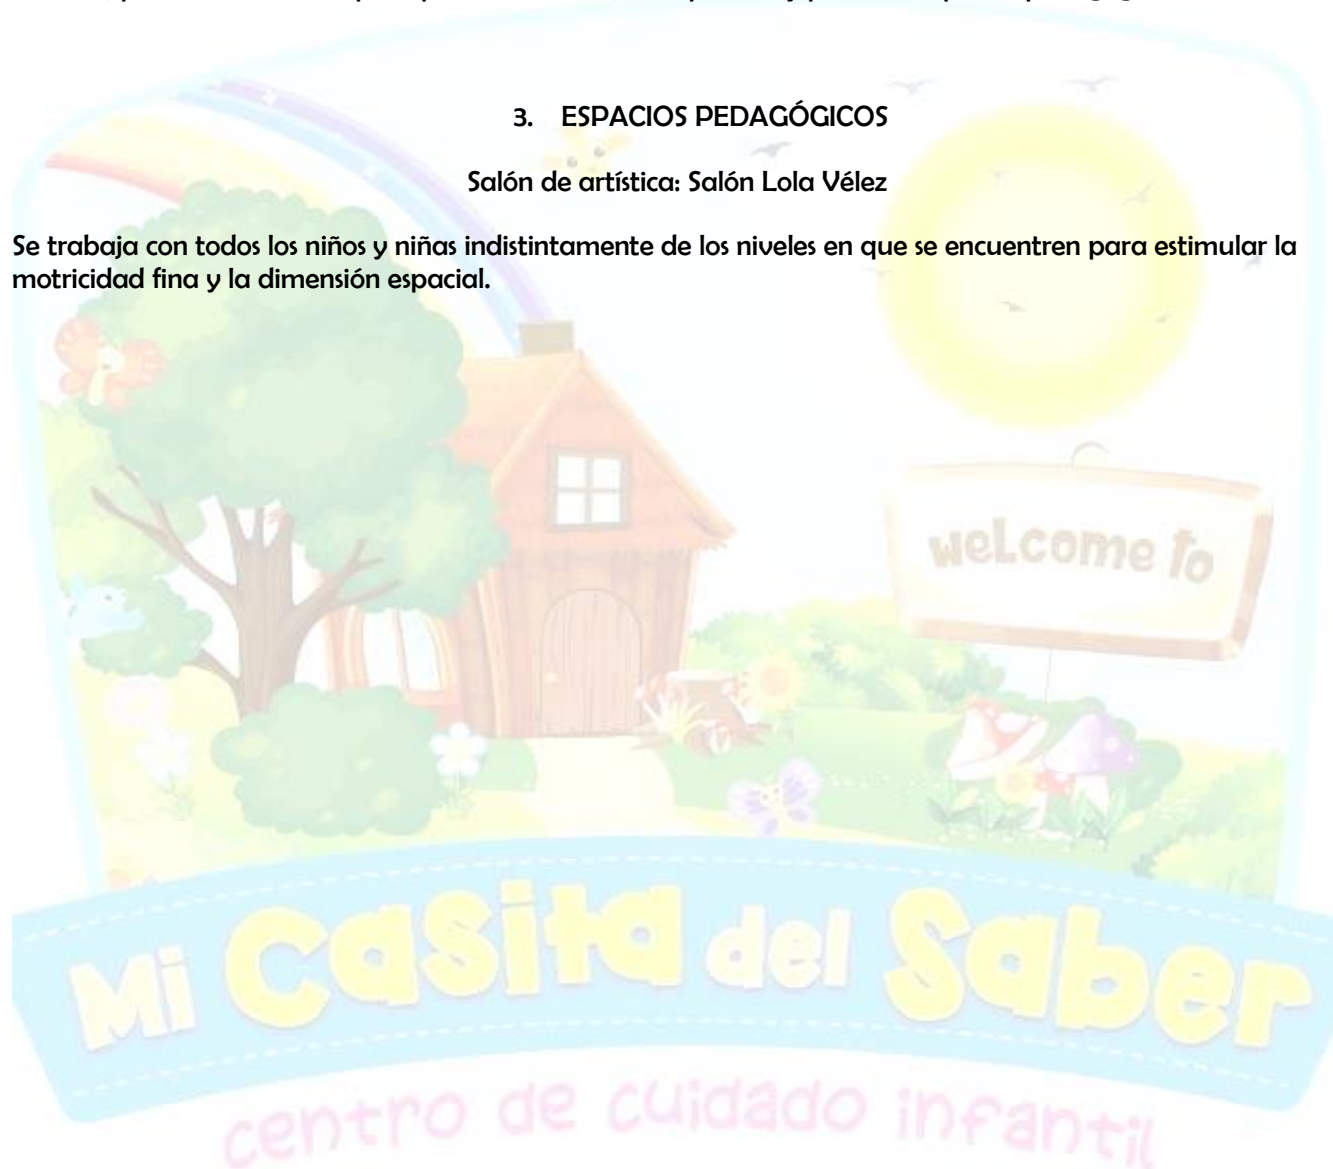 3. ESPACIOS PEDAGÓGICOS
Salón de artística: Salón Lola Vélez
Se trabaja con todos los niños y niñas indistintamente de los niveles en que se encuentren para estimular la
motricidad fina y la dimensión espacial.
welcome to
Mi Casita del Saber
centro de cuidado infantil